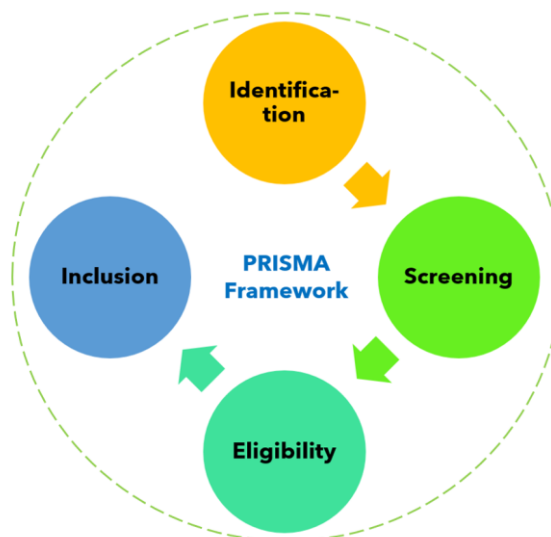 Identifica-
tion
Inclusion
PRISMA
Framework
Screening
Eligibility